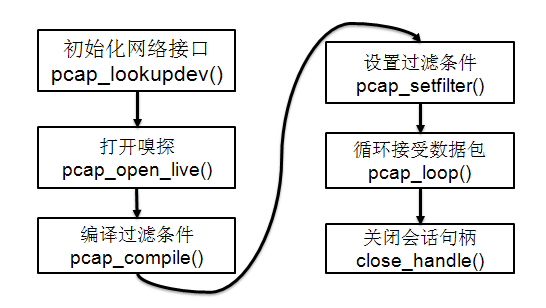 初始化网络接口
pcap_lookupdev()
打开嗅探
pcap_open_live()
编译过滤条件
pcap_compile()
设置过滤条件
pcap_setfilter()
循环接受数据包
pcap_loop()
关闭会话句柄
close_handle()